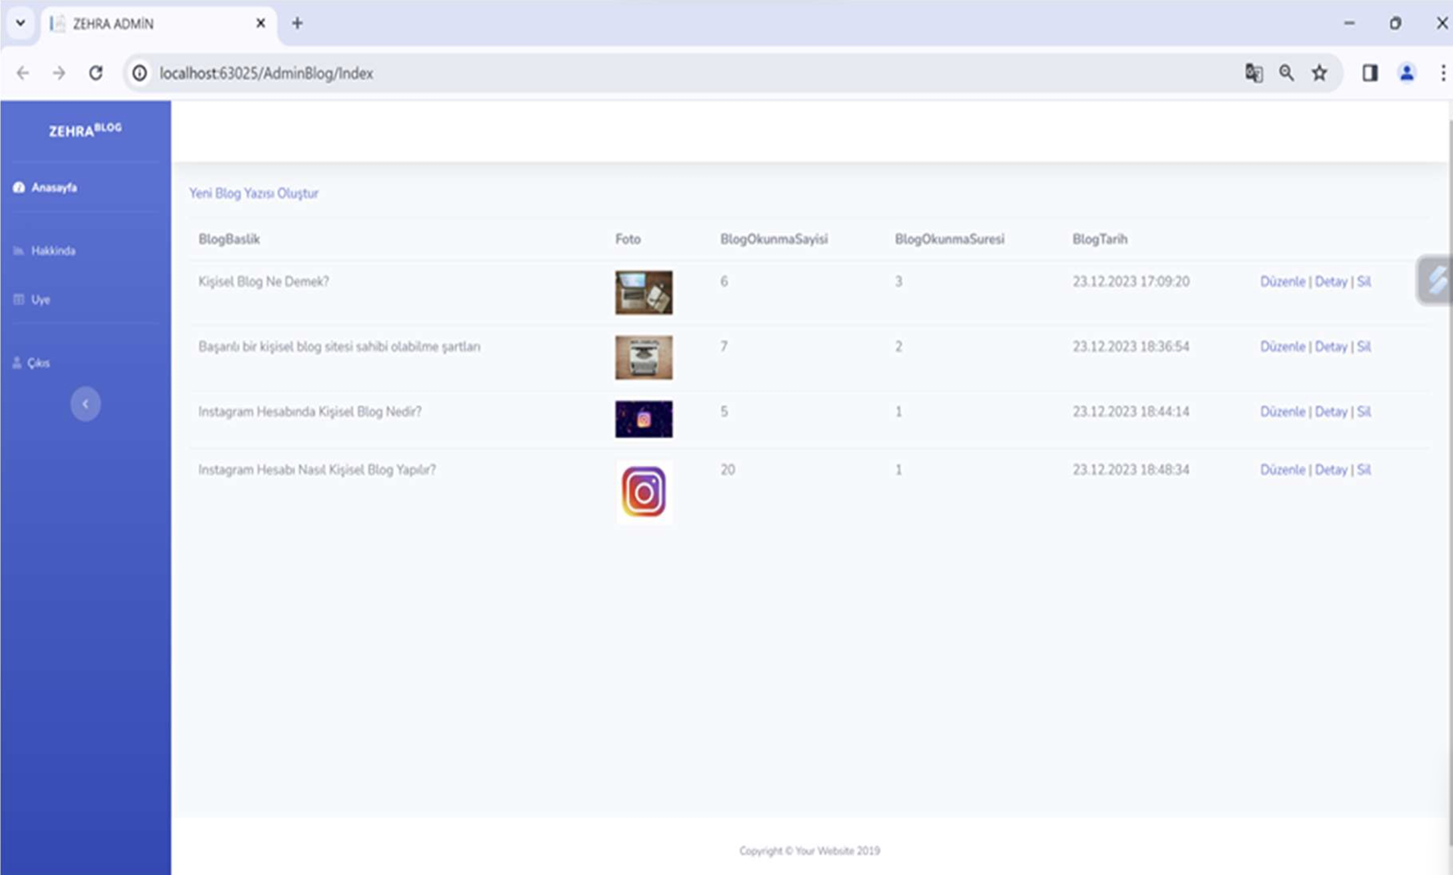 ZEHRA ADMİN
localhost:63025/AdminBlog/Index
ZEHRABLOG
Anasayfa
Hakkinda
Uye
Çıkıs
Yeni Blog Yazısı Oluştur
BlogBaslik Foto BlogOkunmaSayisi BlogOkunmaSuresi BlogTarih
Kişisel Blog Ne Demek? 6 3 23.12.2023 17:09:20 Düzenle | Detay | Sil
Başarılı bir kişisel blog sitesi sahibi olabilme şartları 7 2 23.12.2023 18:36:54 Düzenle | Detay | Sil
Instagram Hesabında Kişisel Blog Nedir? 5 1 23.12.2023 18:44:14 Düzenle | Detay | Sil
Instagram Hesabı Nasıl Kişisel Blog Yapılır? 20 1 23.12.2023 18:48:34 Düzenle | Detay | Sil
Copyright © Your Website 2019